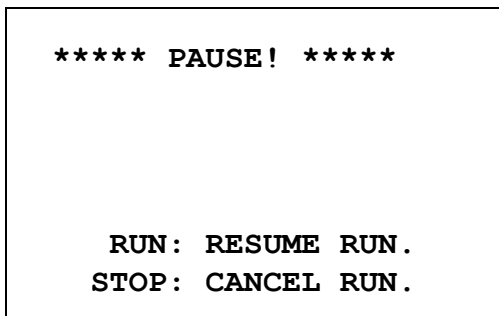 ***** PAUSE! *****
RUN: RESUME RUN.
STOP: CANCEL RUN.